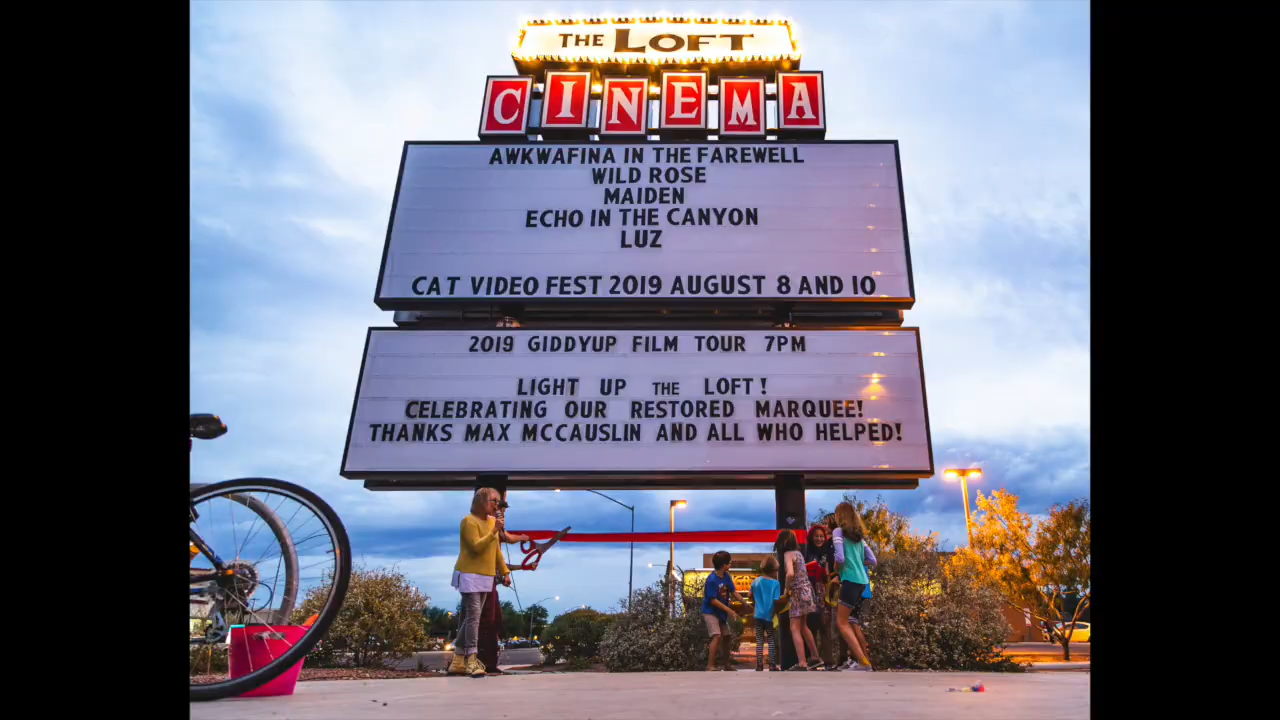 THE LOFT
CINEMA
AWKWAFINA IN THE FAREWELL
WILD ROSE
MAIDEN
ECHO IN THE CANYON
LUZ
CAT VIDEO FEST 2019 AUGUST 8 AND 10
2019 GIDDYUP FILM TOUR 7PM
LIGHT UP THE LOFT!
CELEBRATING OUR RESTORED MARQUEE!
THANKS MAX MCCAUSLIN AND ALL WHO HELPED!